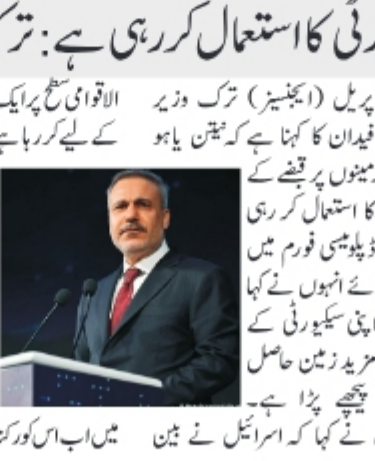 رٹی کا استعمال کر رہی ہے: ترک
پریل (ایجنسیز) ترک وزیر
فیدان کا کہنا ہے کہ نیتن یاہو
زمینوں پر قبضے کے
کا استعمال کر رہی
ڈپلومیسی فورم میں
ئے انہوں نے کہا
اپنی سیکیورٹی کے
مزید زمین حاصل
پیچھے پڑا ہے۔
نے کہا کہ اسرائیل نے بین
الاقوامی سطح پر ایک
کے لیے کر رہا ہے
میں اب اس کو رکنا